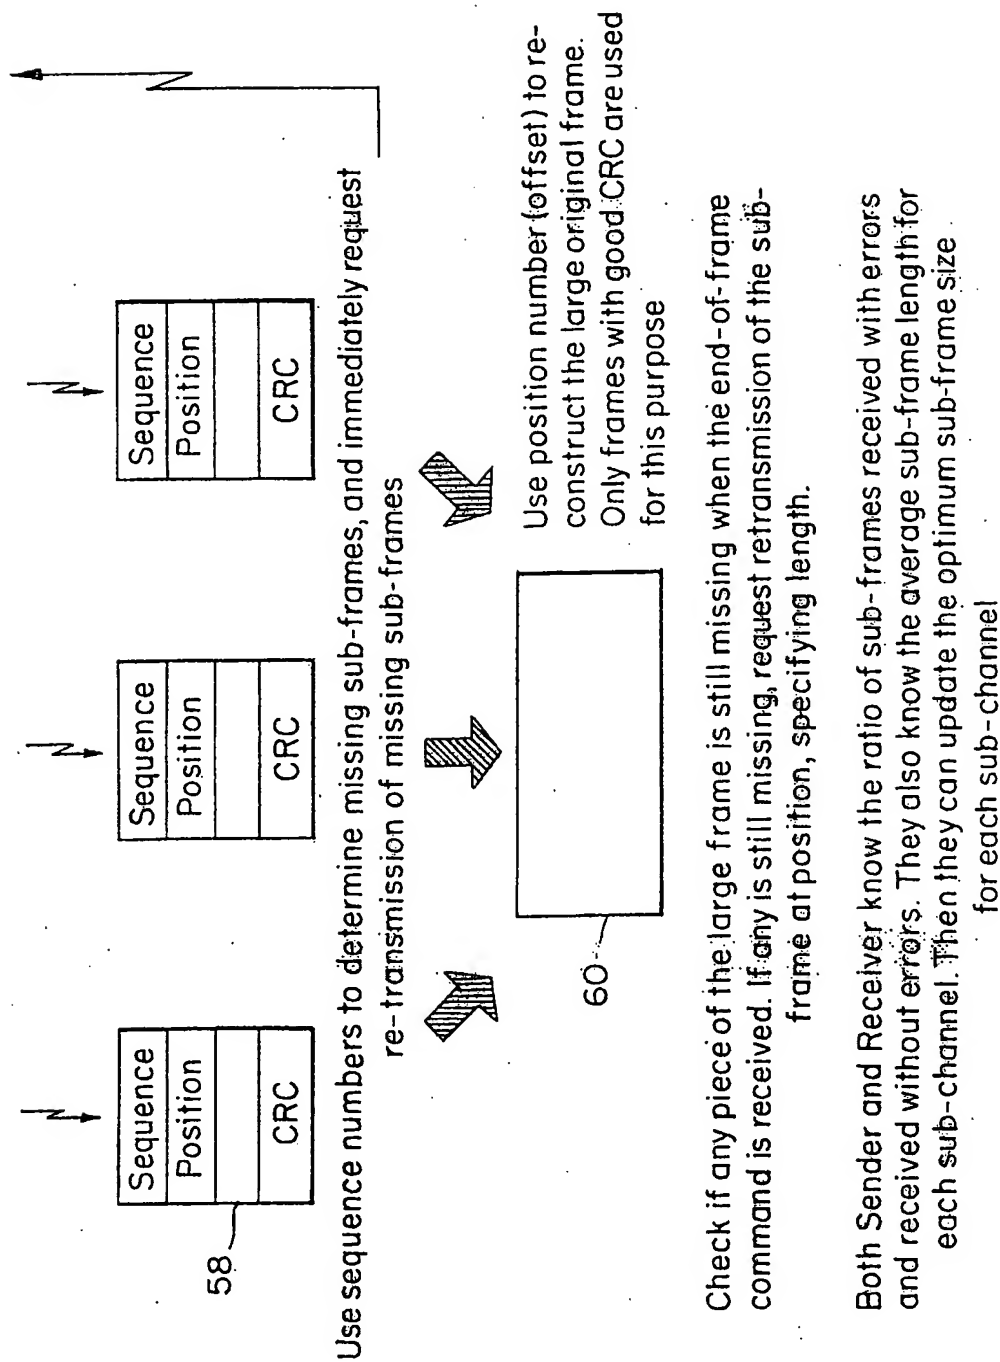 Sequence
Position
CRC
Sequence
Position
CRC
Sequence
Position
CRC
58
Use sequence numbers to determine missing sub-frames, and immediately request
re-transmission of missing sub-frames
60
Use position number (offset) to re-
construct the large original frame.
Only frames with good CRC are used
for this purpose
Check if any piece of the large frame is still missing when the end-of-frame
command is received. If any is still missing, request retransmission of the sub-
frame at position, specifying length.
Both Sender and Receiver know the ratio of sub-frames received with errors
and received without errors. They also know the average sub-frame length for
each sub-channel. Then they can update the optimum sub-frame size
for each sub-channel